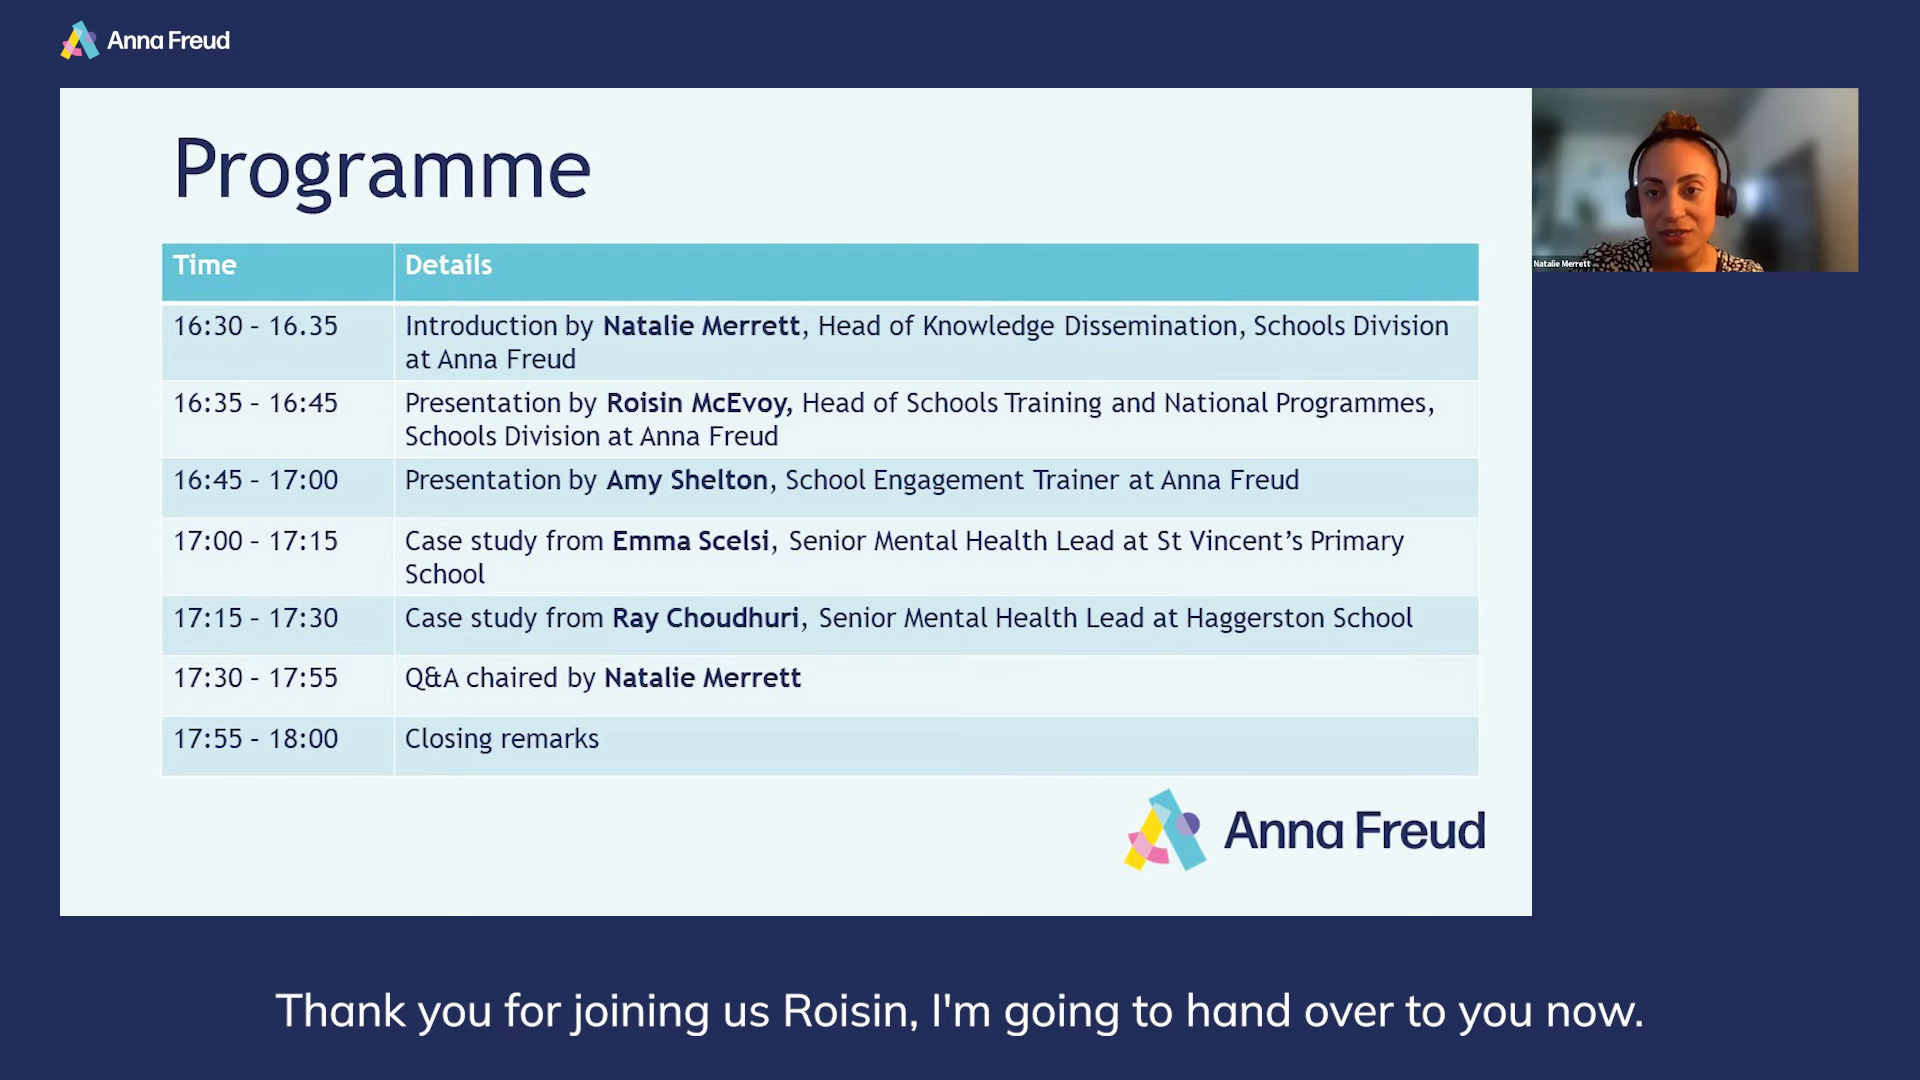 Anna Freud
Programme
Time
Details
16:30 – 16.35
Introduction by Natalie Merrett, Head of Knowledge Dissemination, Schools Division
at Anna Freud
16:35 – 16:45
Presentation by Roisin McEvoy, Head of Schools Training and National Programmes,
Schools Division at Anna Freud
16:45 – 17:00
Presentation by Amy Shelton, School Engagement Trainer at Anna Freud
17:00 – 17:15
Case study from Emma Scelsi, Senior Mental Health Lead at St Vincent’s Primary
School
17:15 – 17:30
Case study from Ray Choudhuri, Senior Mental Health Lead at Haggerston School
17:30 – 17:55
Q&A chaired by Natalie Merrett
17:55 – 18:00
Closing remarks
Anna Freud
Natalie Merrett
Thank you for joining us Roisin, I'm going to hand over to you now.